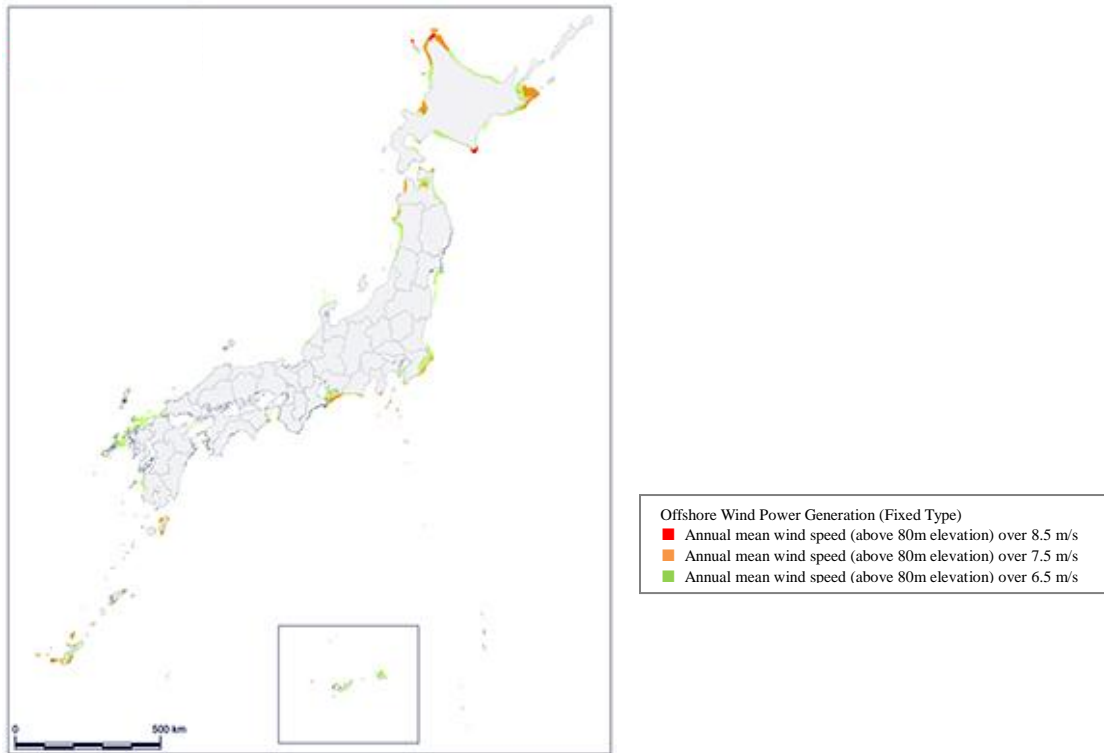 Offshore Wind Power Generation (Fixed Type)
Annual mean wind speed (above 80m elevation) over 8.5 m/s
Annual mean wind speed (above 80m elevation) over 7.5 m/s
Annual mean wind speed (above 80m elevation) over 6.5 m/s
0 500 km